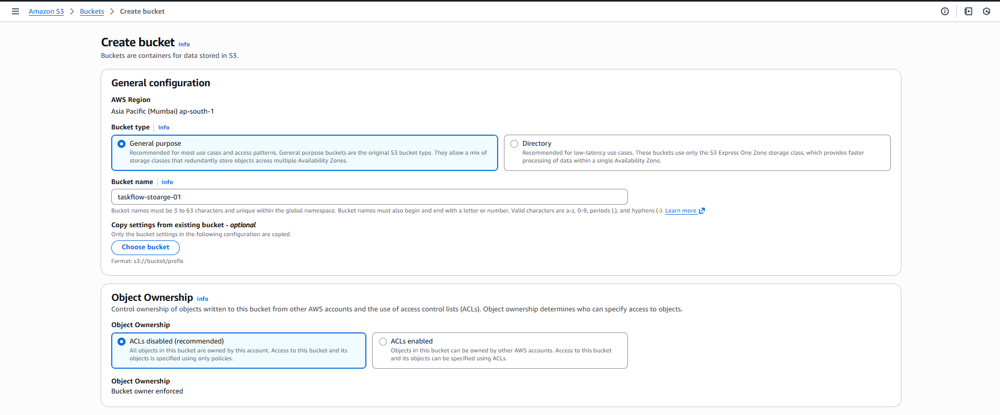 Amazon S3 > Buckets > Create bucket
Create bucket Info
Buckets are containers for data stored in S3.
General configuration
AWS Region
Asia Pacific (Mumbai) ap-south-1
Bucket type Info
General purpose
Recommended for most use cases and access patterns. General purpose buckets are the original S3 bucket type. They allow a mix of
storage classes that redundantly store objects across multiple Availability Zones.
Directory
Recommended for low-latency use cases. These buckets use only the S3 Express One Zone storage class, which provides faster
processing of data within a single Availability Zone.
Bucket name Info
taskflow-stoarge-01
Bucket names must be 3 to 63 characters and unique within the global namespace. Bucket names must also begin and end with a letter or number. Valid characters are a-z, 0-9, periods (.), and hyphens (-). Learn more
Copy settings from existing bucket - optional
Only the bucket settings in the following configuration are copied.
Choose bucket
Format: s3://bucket/prefix
Object Ownership Info
Control ownership of objects written to this bucket from other AWS accounts and the use of access control lists (ACLs). Object ownership determines who can specify access to objects.
Object Ownership
ACLs disabled (recommended)
All objects in this bucket are owned by this account. Access to this bucket and its
objects is specified using only policies.
ACLs enabled
Objects in this bucket can be owned by other AWS accounts. Access to this bucket
and its objects can be specified using ACLs.
Object Ownership
Bucket owner enforced